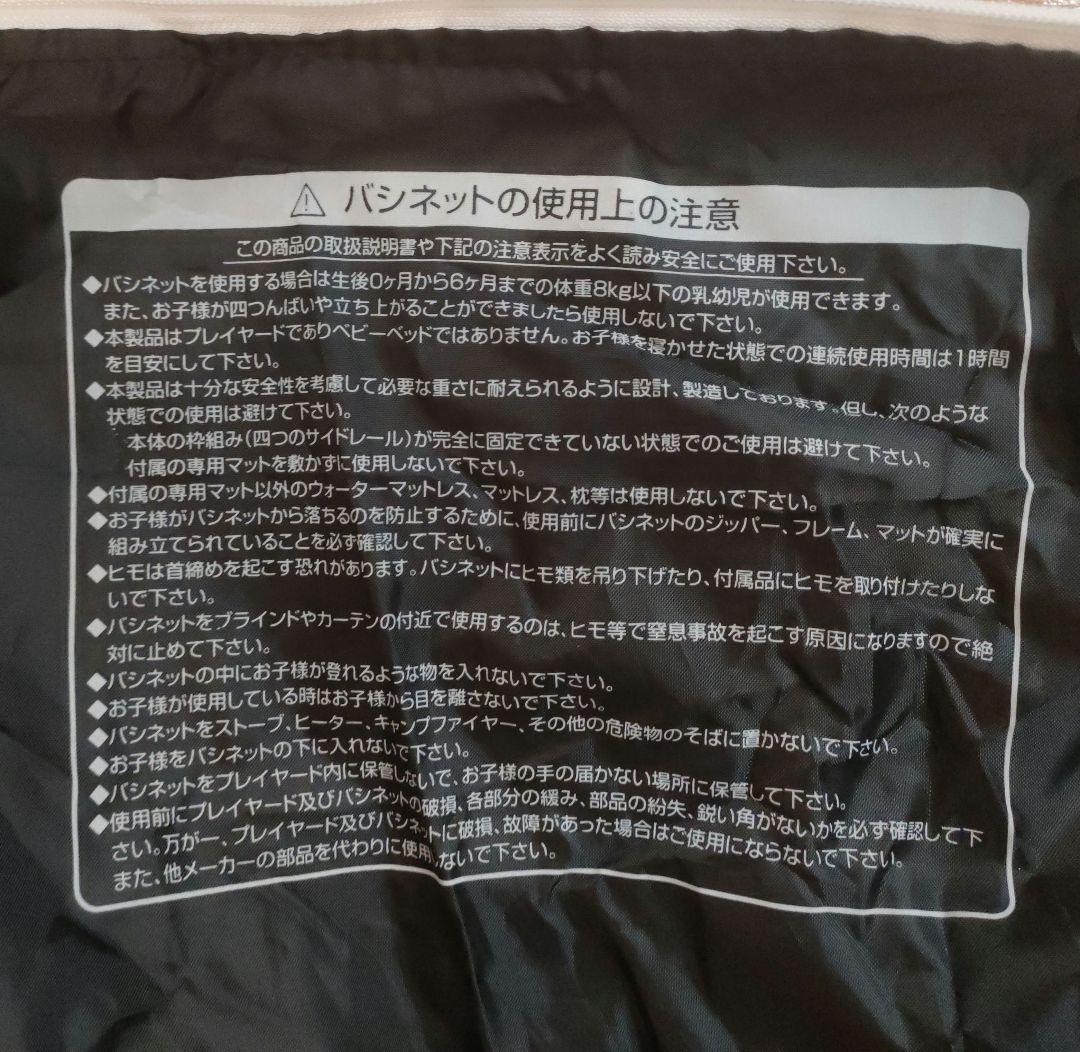 ⚠ バシネットの使用上の注意
この商品の取扱説明書や下記の注意表示をよく読み安全にご使用下さい。
◆バシネットを使用する場合は生後0ヶ月から6ヶ月までの体重8kg以下の乳幼児が使用できます。
また、お子様が四つんばいや立ち上がることができましたら使用しないで下さい。
◆本製品はプレイヤードでありベビーベッドではありません。お子様を寝かせた状態での連続使用時間は1時間
を目安にして下さい。
◆本製品は十分な安全性を考慮して必要な重さに耐えられるように設計、製造しております。但し、次のような
状態での使用は避けて下さい。
本体の枠組み(四つのサイドレール)が完全に固定できていない状態でのご使用は避けて下さい。
付属の専用マットを敷かずに使用しないで下さい。
◆付属の専用マット以外のウォーターマットレス、マットレス、枕等は使用しないで下さい。
◆お子様がバシネットから落ちるのを防止するために、使用前にバシネットのジッパー、フレーム、マットが確実に
組み立てられていることを必ず確認して下さい。
◆ヒモは首締めを起こす恐れがあります。バシネットにヒモ類を吊り下げたり、付属品にヒモを取り付けたりしな
いで下さい。
◆バシネットをブラインドやカーテンの付近で使用するのは、ヒモ等で窒息事故を起こす原因になりますので絶
対に止めて下さい。
◆バシネットの中にお子様が登れるような物を入れないで下さい。
◆お子様が使用している時はお子様から目を離さないで下さい。
◆バシネットをストーブ、ヒーター、キャンプファイヤー、その他の危険物のそばに置かないで下さい。
◆お子様をバシネットの下に入れないで下さい。
◆バシネットをプレイヤード内に保管しないで、お子様の手の届かない場所に保管して下さい。
◆使用前にプレイヤード及びバシネットの破損、各部分の緩み、部品の紛失、鋭い角がないかを必ず確認して下
さい。万が一、プレイヤード及びバシネットに破損、故障があった場合はご使用にならないで下さい。
また、他メーカーの部品を代わりに使用しないで下さい。